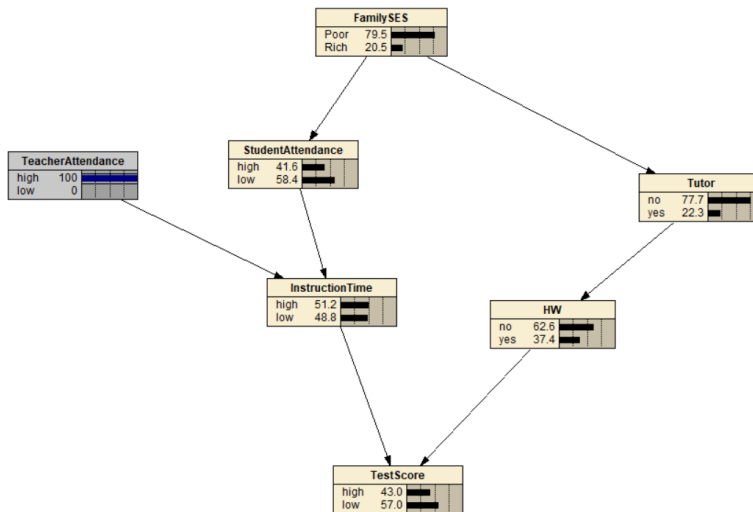 FamilySES
Poor 79.5
Rich 20.5
StudentAttendance
high 41.6
low 58.4
TeacherAttendance
high 100
low 0
Tutor
no 77.7
yes 22.3
InstructionTime
high 51.2
low 48.8
HW
no 62.6
yes 37.4
TestScore
high 43.0
low 57.0